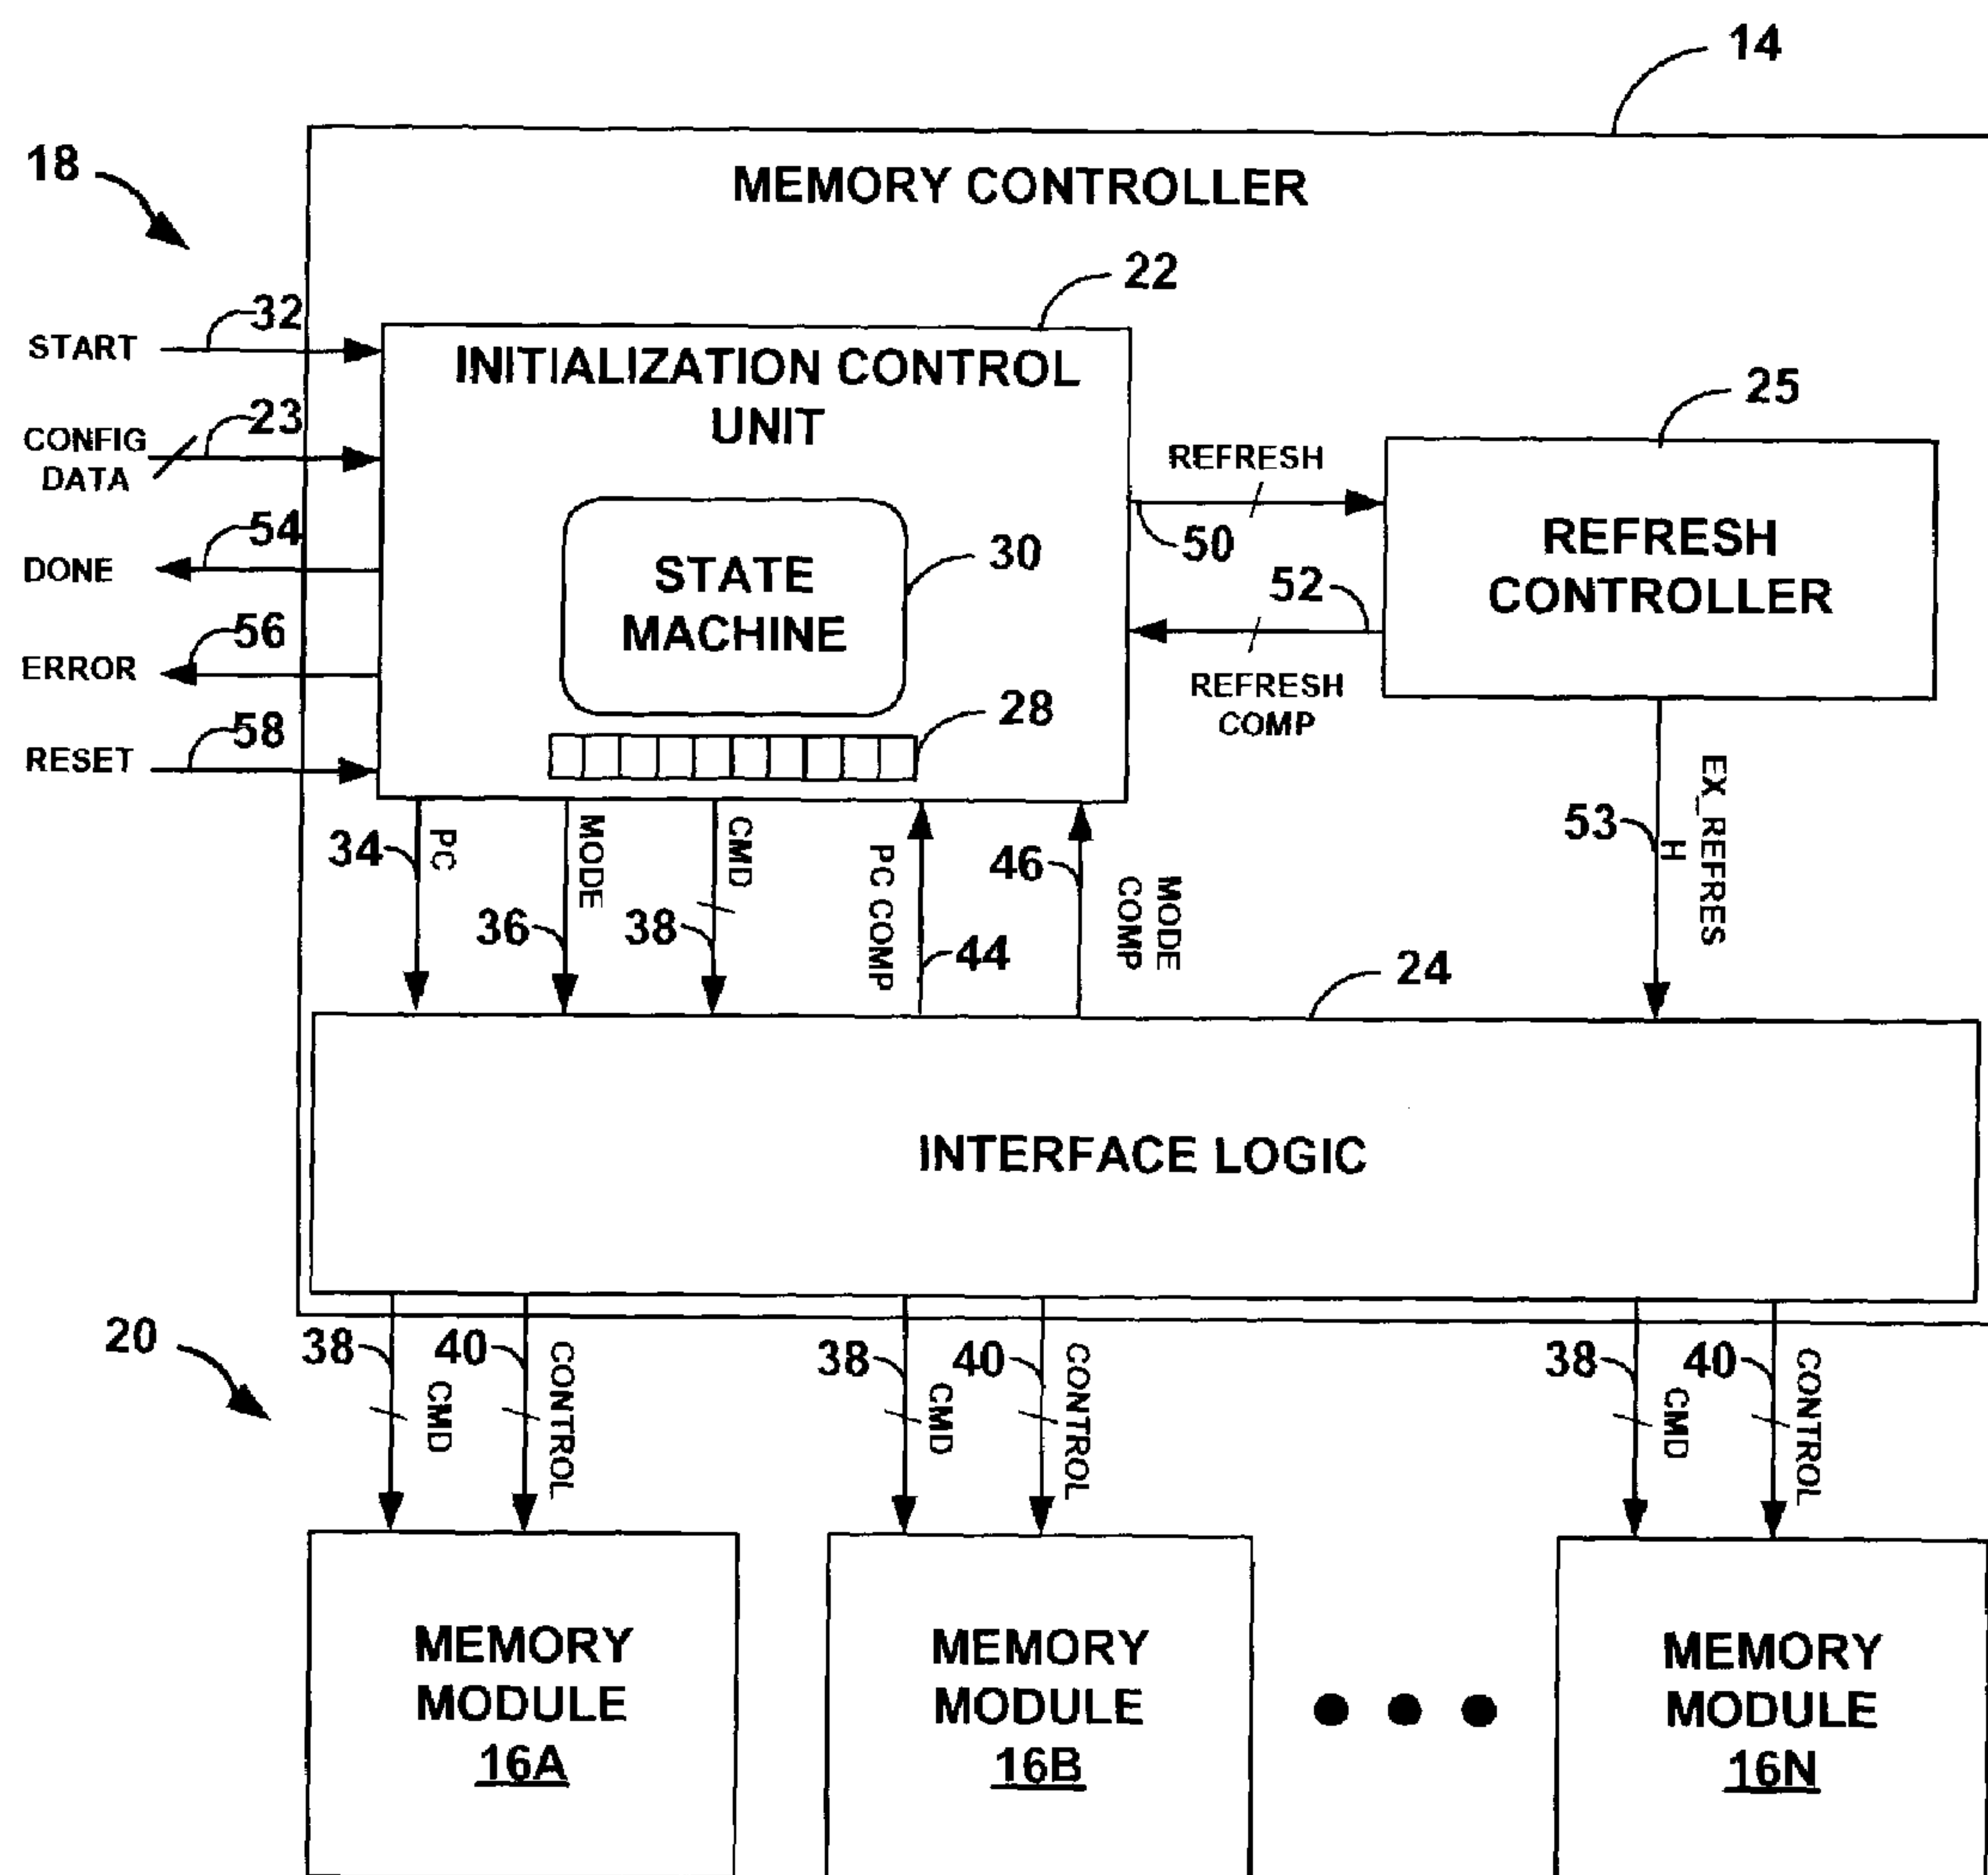 14
18
MEMORY CONTROLLER
22
START
32
INITIALIZATION CONTROL
UNIT
CONFIG
DATA
23
25
REFRESH
50
REFRESH
CONTROLLER
DONE
54
STATE
MACHINE
30
52
ERROR
56
REFRESH
COMP
28
RESET
58
34
PC
36
MODE
38
CMD
PC COMP
44
46
MODE
COMP
53
EX_REFRES
H
24
INTERFACE LOGIC
20
38
CMD
40
CONTROL
38
CMD
40
CONTROL
38
CMD
40
CONTROL
MEMORY
MODULE
16A
MEMORY
MODULE
16B
MEMORY
MODULE
16N